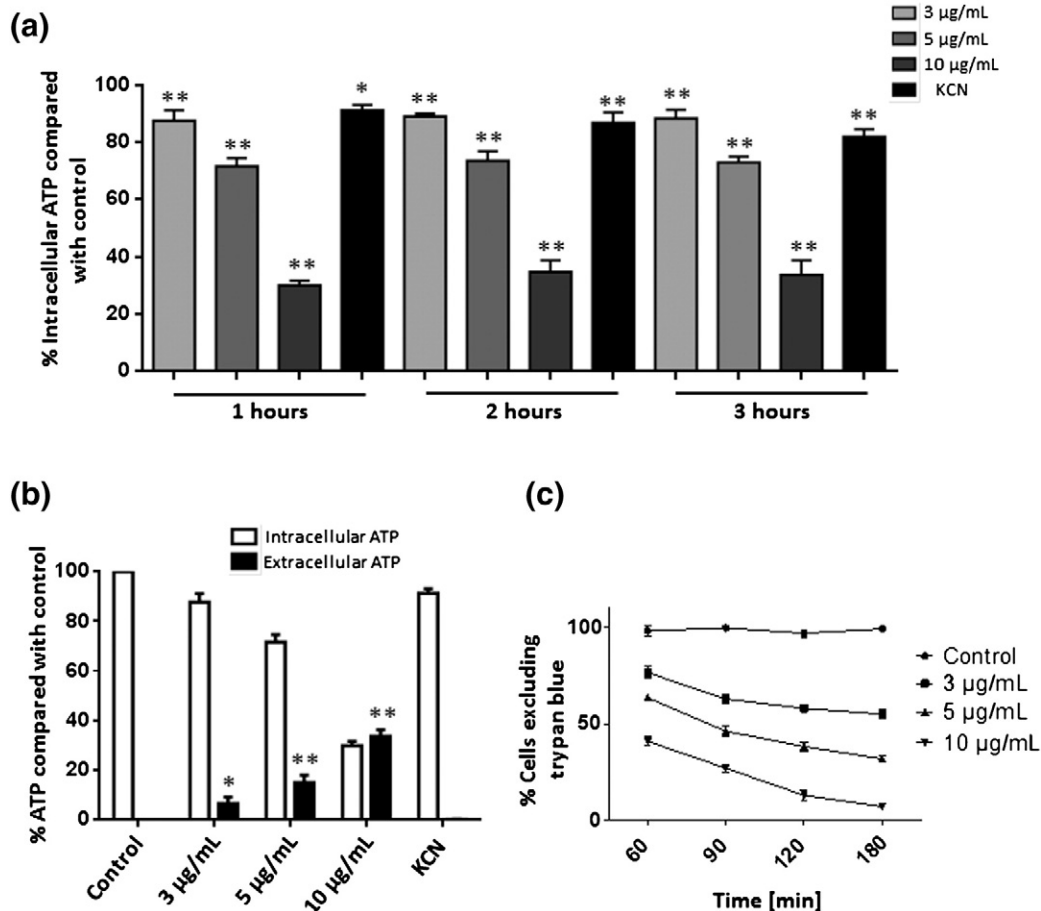 (a)
3 µg/mL
5 µg/mL
10 µg/mL
KCN
% Intracellular ATP compared
with control
100
80
60
40
20
0
** ** ** * ** ** ** ** ** ** ** **
1 hours 2 hours 3 hours
(b)
Intracellular ATP
Extracellular ATP
% ATP compared with control
100
80
60
40
20
0
* ** **
Control 3 µg/mL 5 µg/mL 10 µg/mL KCN
(c)
% Cells excluding
trypan blue
100
50
0
60 90 120 180
Time [min]
Control
3 µg/mL
5 µg/mL
10 µg/mL